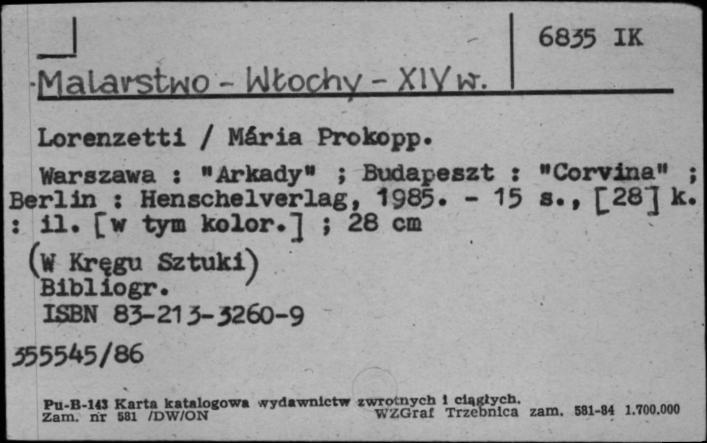 6835 IK
Malarstwo - Włochy - XIV w.
Lorenzetti / Mária Prokopp.
Warszawa : "Arkady" ; Budapeszt : "Corvina" ;
Berlin : Henschelverlag, 1985. - 15 s., [28] k.
: il. [w tym kolor.] ; 28 cm
(W Kręgu Sztuki)
Bibliogr.
ISBN 83-213-3260-9
355545/86
Pu-B-143 Karta katalogowa wydawnictw zwrotnych i ciągłych.
Zam. nr 581 /DW/ON WZGraf Trzebnica zam. 581-84 1.700.000